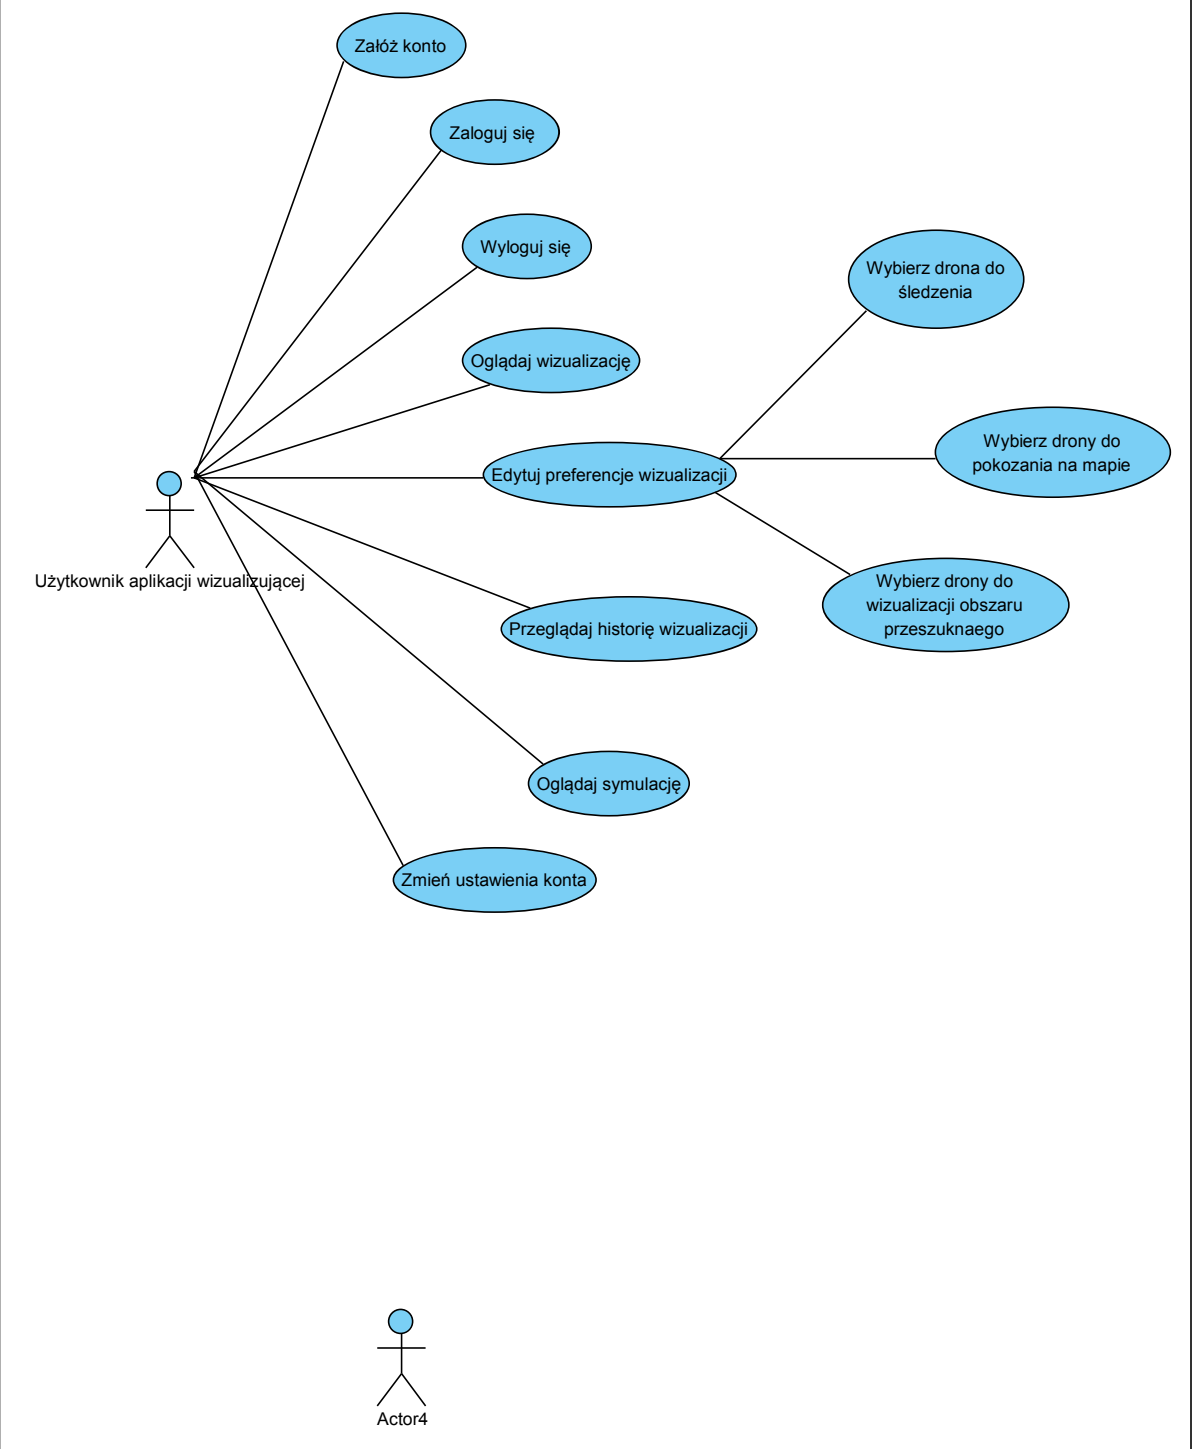 Załóż konto
Zaloguj się
Wyloguj się
Wybierz drona do
śledzenia
Oglądaj wizualizację
Wybierz drony do
pokozania na mapie
Edytuj preferencje wizualizacji
Użytkownik aplikacji wizualizującej
Wybierz drony do
wizualizacji obszaru
przeszuknaego
Przeglądaj historię wizualizacji
Oglądaj symulację
Zmień ustawienia konta
Actor4